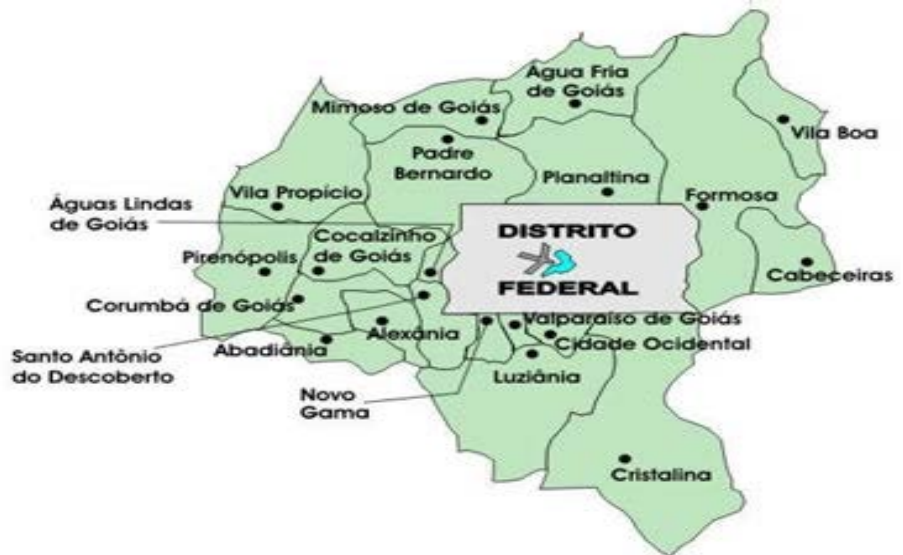 Água Fria
de Goiás
Mimoso de Goiás
Vila Boa
Padre
Bernardo
Planaltina
Vila Propício
Formosa
Águas Lindas
de Goiás
DISTRITO
FEDERAL
Cocalzinho
de Goiás
Pirenópolis
Cabeceiras
Corumbá de Goiás
Valparaíso de Goiás
Alexânia
Cidade Ocidental
Abadiânia
Santo Antônio
do Descoberto
Luziânia
Novo
Gama
Cristalina